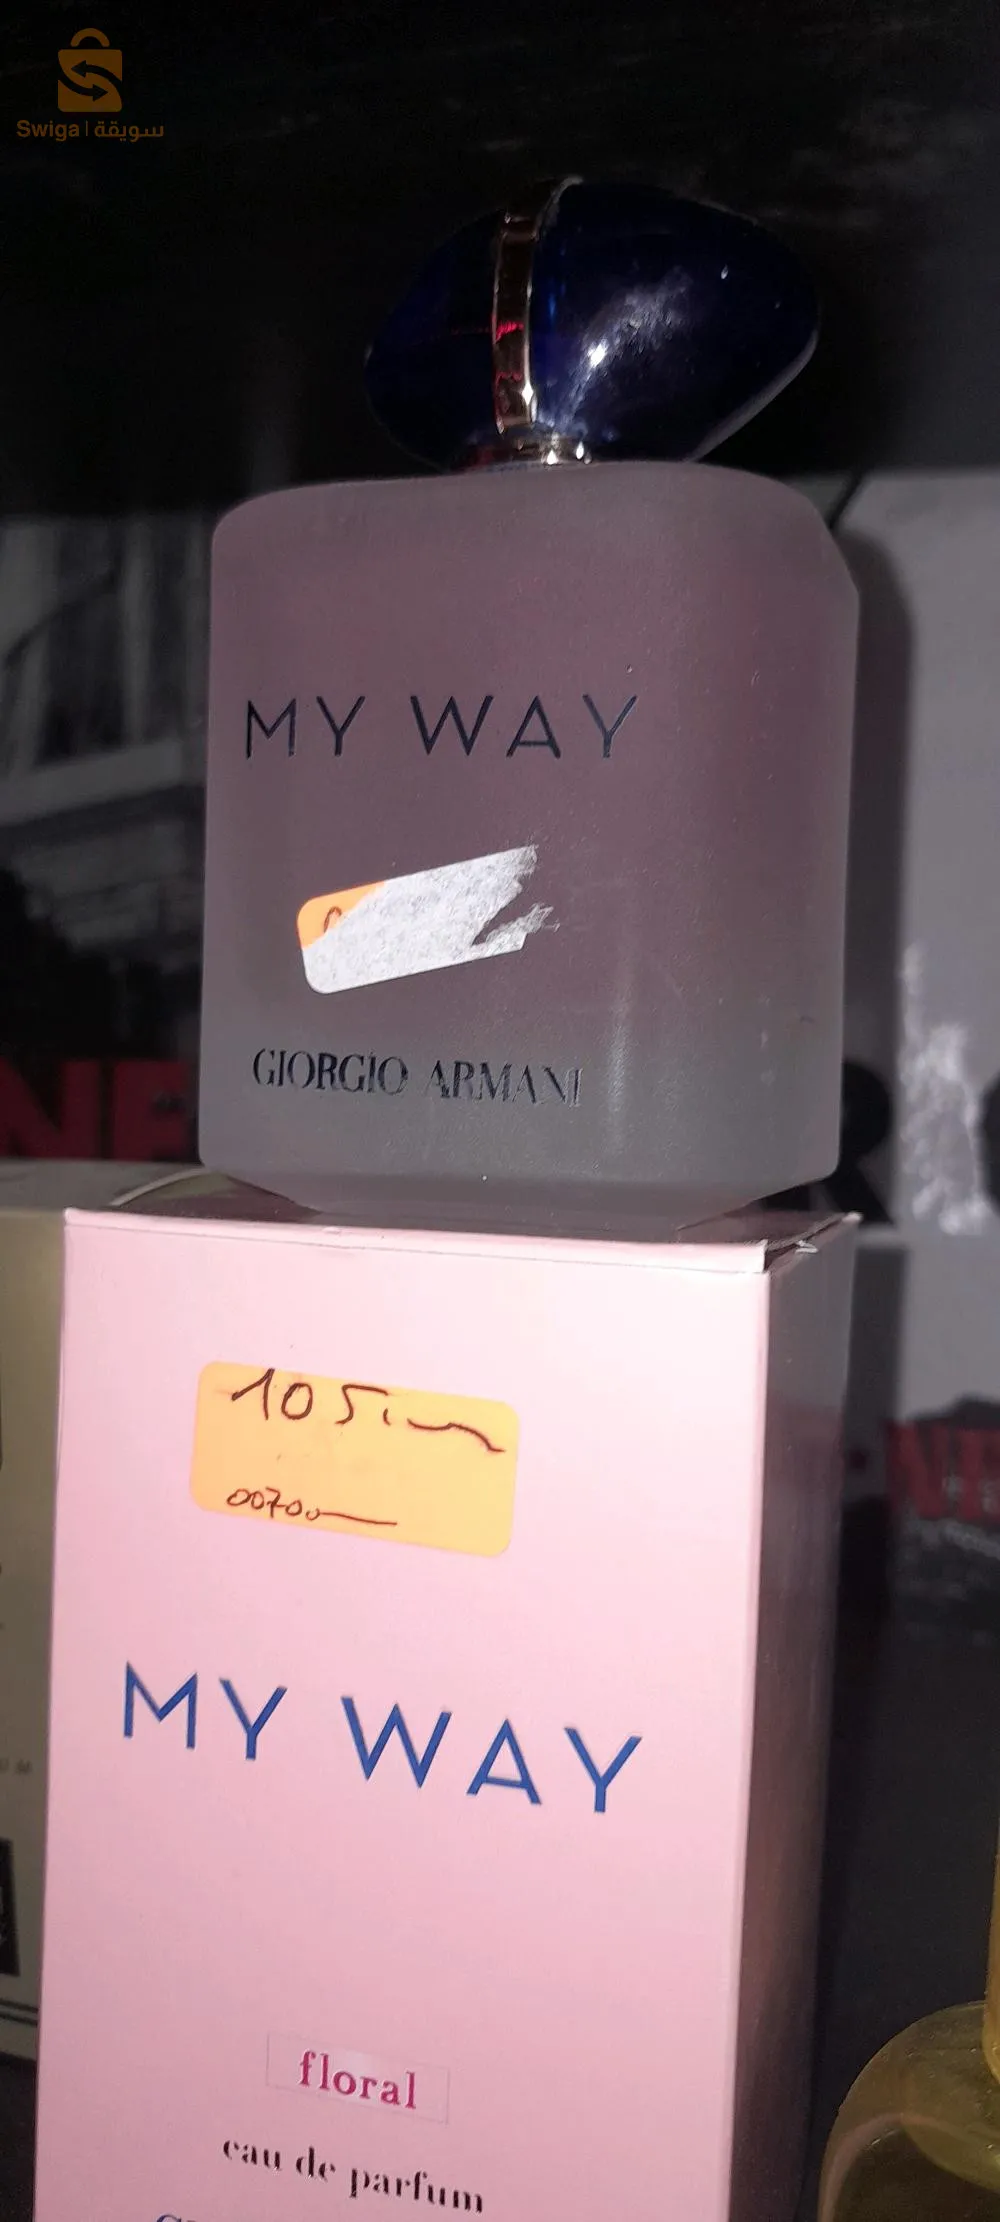 Swiga | سويقة
MY WAY
GIORGIO ARMANI
105
00700
MY WAY
floral
eau de parfum